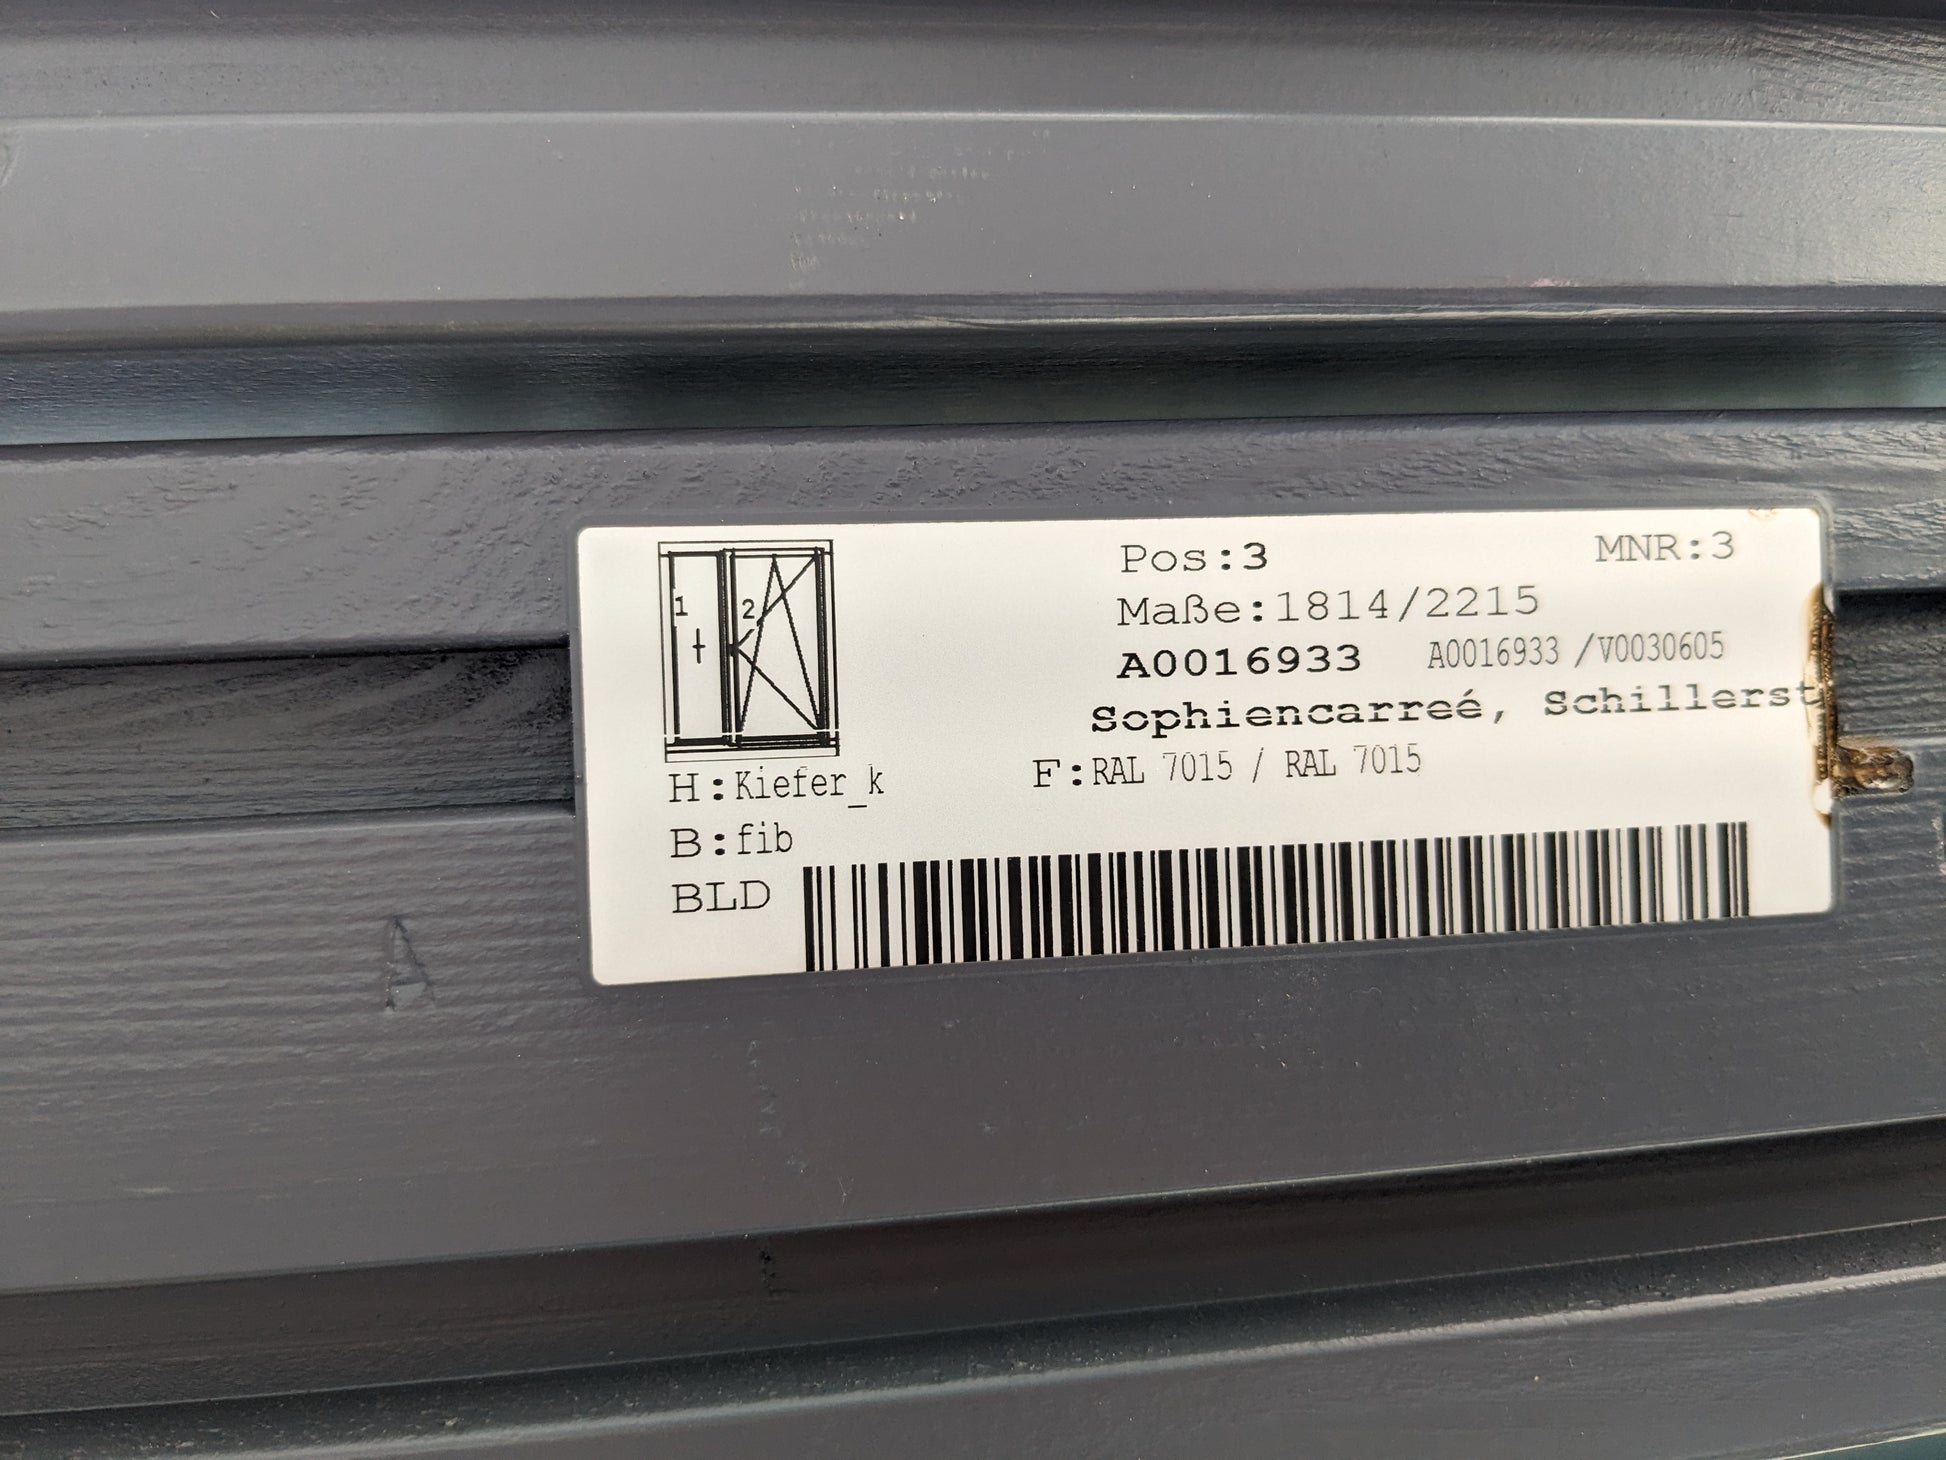 1
2
Pos:3 MNR:3
Maße:1814/2215
A0016933 A0016933 /V0030605
Sophiencarreé, Schillerst
H:Kiefer_k F:RAL 7015 / RAL 7015
B:fib
BLD
A